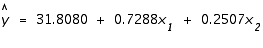 ŷ = 31.8080 + 0.7288x₁ + 0.2507x₂